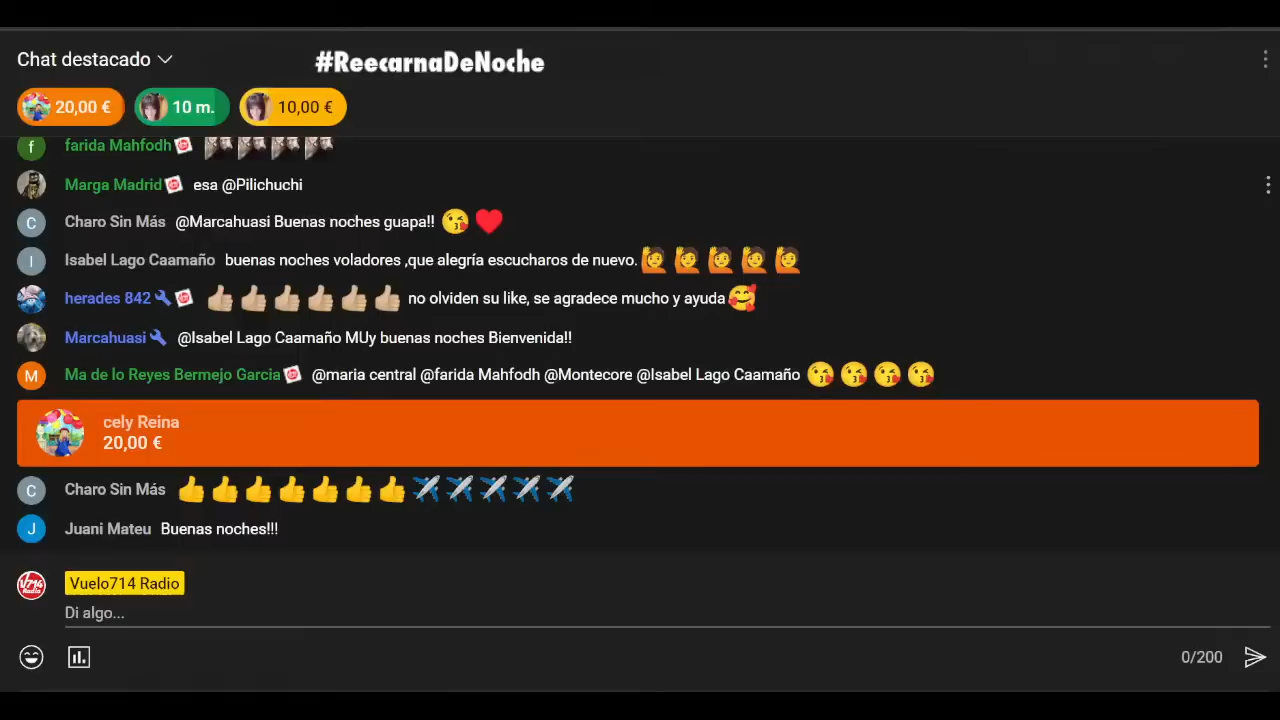 Chat destacado
#ReecarnaDeNoche
20,00 €
10 m.
10,00 €
f
farida Mahfodh
Marga Madrid esa @Pilichuchi
C
Charo Sin Más @Marcahuasi Buenas noches guapa!! 😘 ❤️
I
Isabel Lago Caamaño buenas noches voladores ,que alegría escucharos de nuevo. 🙋🙋🙋🙋🙋
herades 842 👍🏼👍🏼👍🏼👍🏼👍🏼👍🏼 no olviden su like, se agradece mucho y ayuda 🥰
Marcahuasi @Isabel Lago Caamaño MUy buenas noches Bienvenida!!
M
Ma de lo Reyes Bermejo Garcia @maria central @farida Mahfodh @Montecore @Isabel Lago Caamaño 😘😘😘😘
cely Reina
20,00 €
C
Charo Sin Más 👍👍👍👍👍👍👍✈️✈️✈️✈️✈️
J
Juani Mateu Buenas noches!!!
V714
Radio
Vuelo714 Radio
Di algo...
0/200